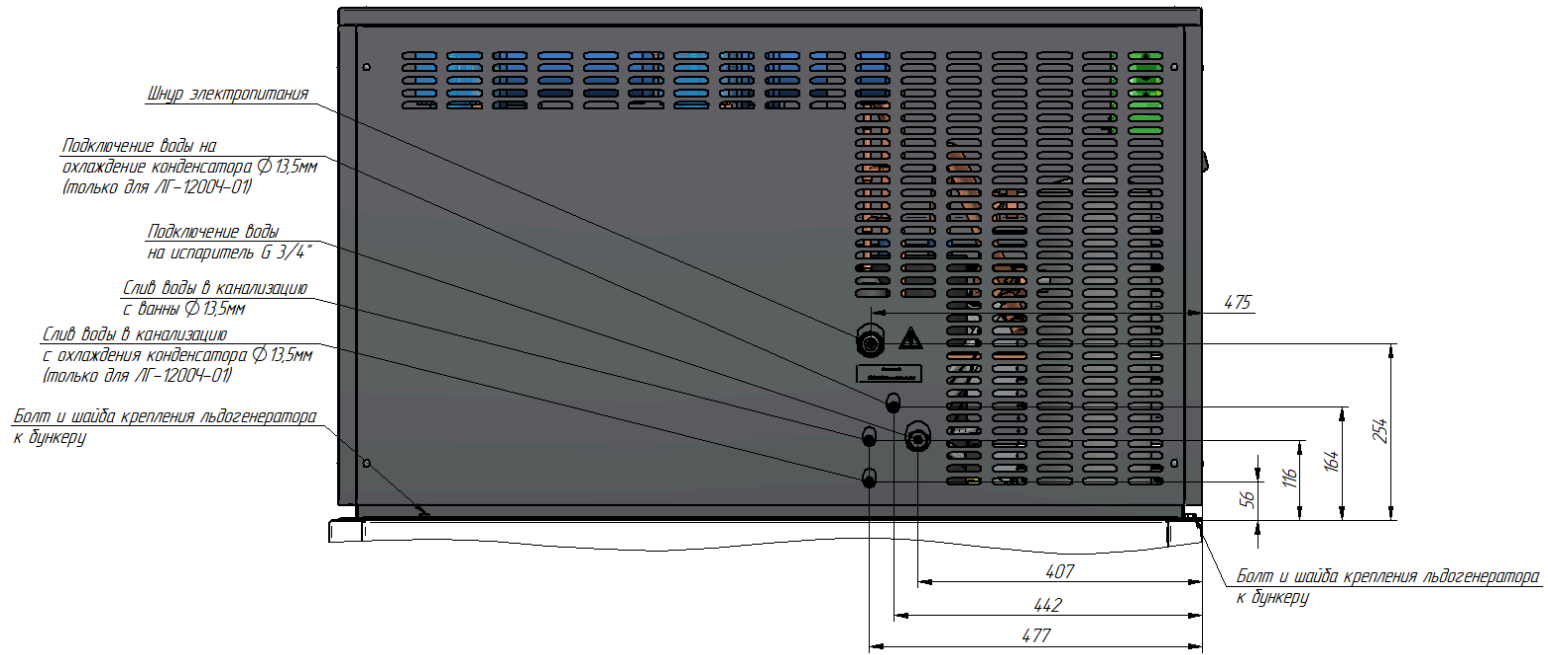 Шнур электропитания
Подключение воды на
охлаждение конденсатора ∅13,5мм
(только для ЛГ-1200Ч-01)
Подключение воды
на испаритель G 3/4"
Слив воды в канализацию
с ванны ∅13,5мм
Слив воды в канализацию
с охлаждения конденсатора ∅13,5мм
(только для ЛГ-1200Ч-01)
Болт и шайба крепления льдогенератора
к бункеру
475
254
164
116
56
407
442
477
Болт и шайба крепления льдогенератора
к бункеру